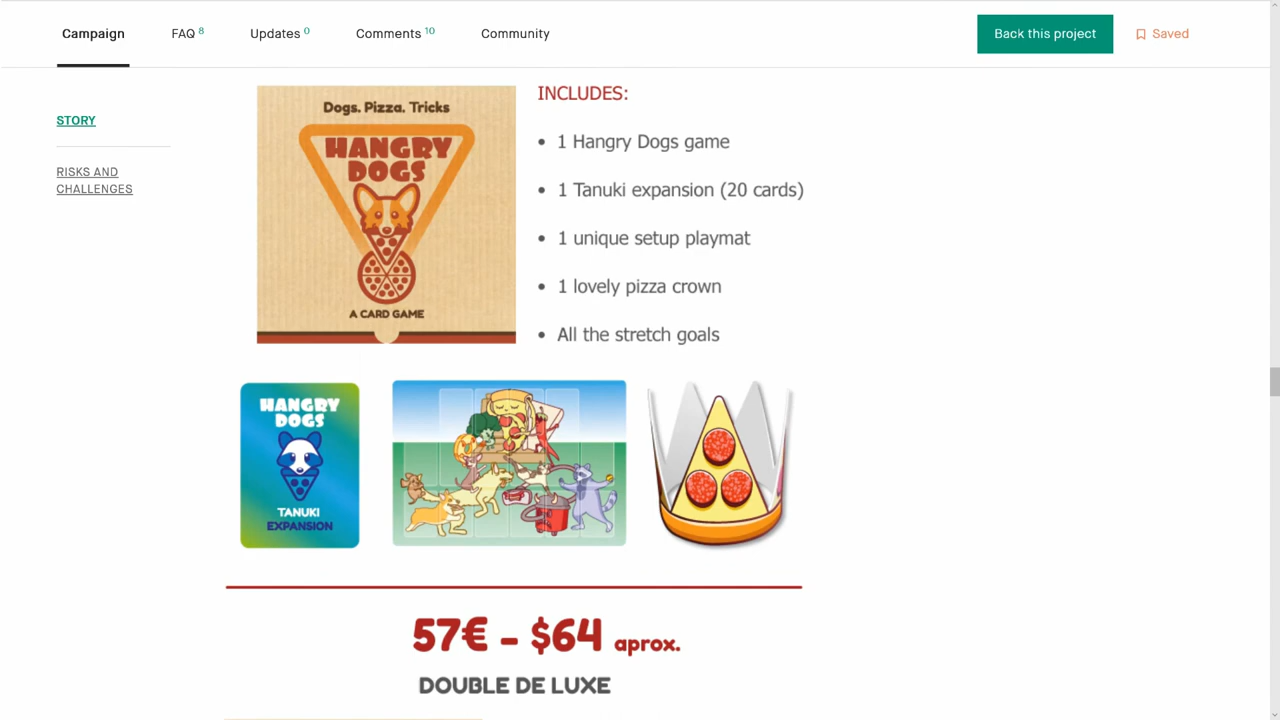 Campaign
FAQ 8
Updates 0
Comments 10
Community
Back this project
Saved
STORY
RISKS AND
CHALLENGES
Dogs. Pizza. Tricks
HANGRY
DOGS
A CARD GAME
INCLUDES:
• 1 Hangry Dogs game
• 1 Tanuki expansion (20 cards)
• 1 unique setup playmat
• 1 lovely pizza crown
• All the stretch goals
HANGRY
DOGS
TANUKI
EXPANSION
57€ - $64 aprox.
DOUBLE DE LUXE